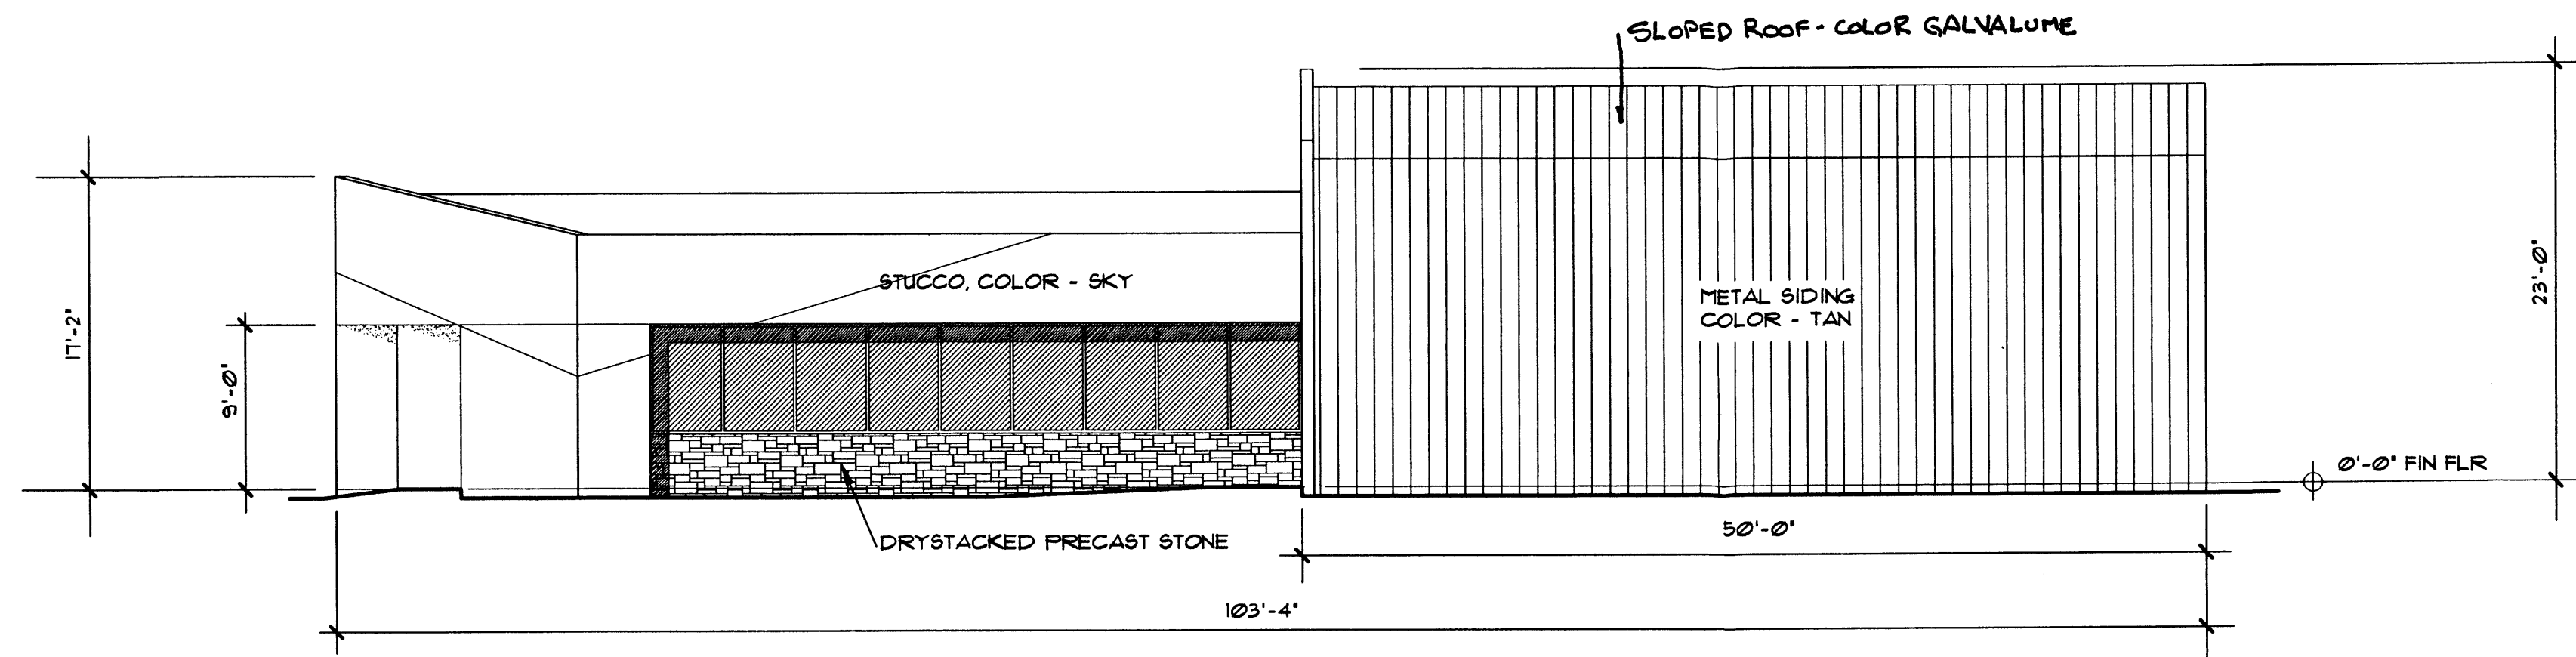 SLOPED ROOF - COLOR GALVALUME
STUCCO, COLOR - SKY
METAL SIDING
COLOR - TAN
17'-2"
9'-0"
23'-0"
0'-0" FIN FLR
50'-0"
DRYSTACKED PRECAST STONE
103'-4"